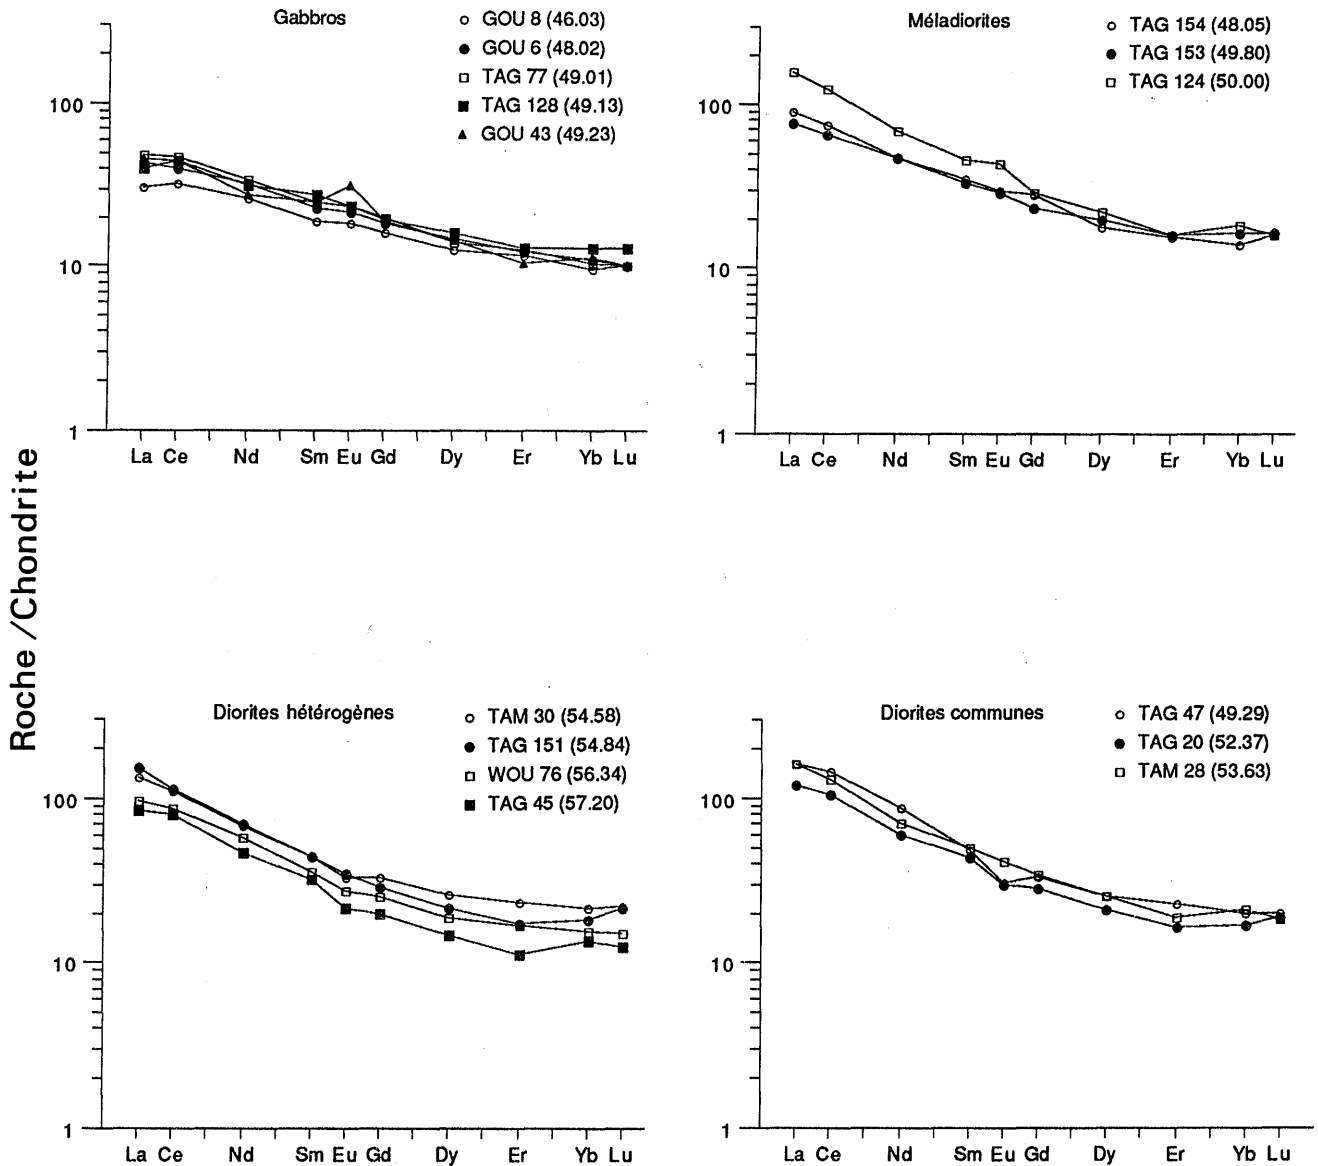 Roche /Chondrite
Gabbros
GOU 8 (46.03)
GOU 6 (48.02)
TAG 77 (49.01)
TAG 128 (49.13)
GOU 43 (49.23)
100
10
1
La Ce Nd Sm Eu Gd Dy Er Yb Lu
Méladiorites
TAG 154 (48.05)
TAG 153 (49.80)
TAG 124 (50.00)
100
10
1
La Ce Nd Sm Eu Gd Dy Er Yb Lu
Diorites hétérogènes
TAM 30 (54.58)
TAG 151 (54.84)
WOU 76 (56.34)
TAG 45 (57.20)
100
10
1
La Ce Nd Sm Eu Gd Dy Er Yb Lu
Diorites communes
TAG 47 (49.29)
TAG 20 (52.37)
TAM 28 (53.63)
100
10
1
La Ce Nd Sm Eu Gd Dy Er Yb Lu